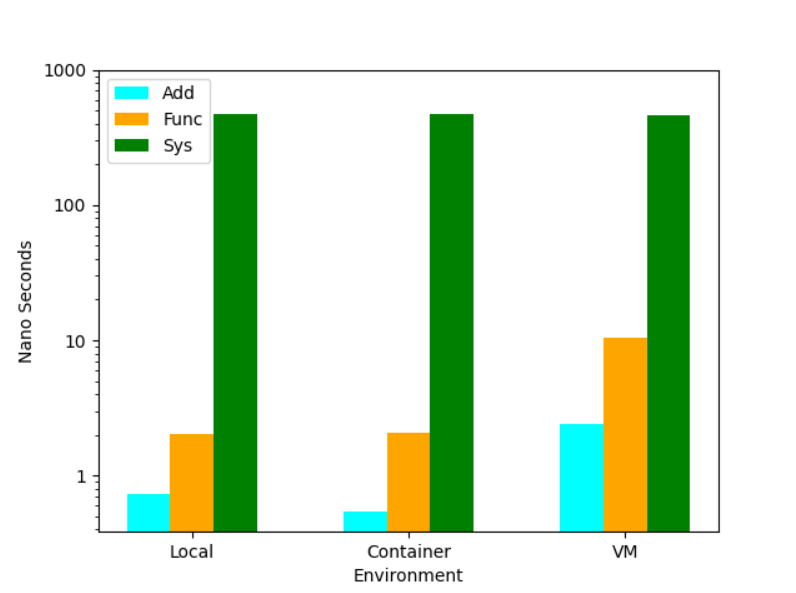 1000
100
10
1
Nano Seconds
Add
Func
Sys
Local
Container
VM
Environment